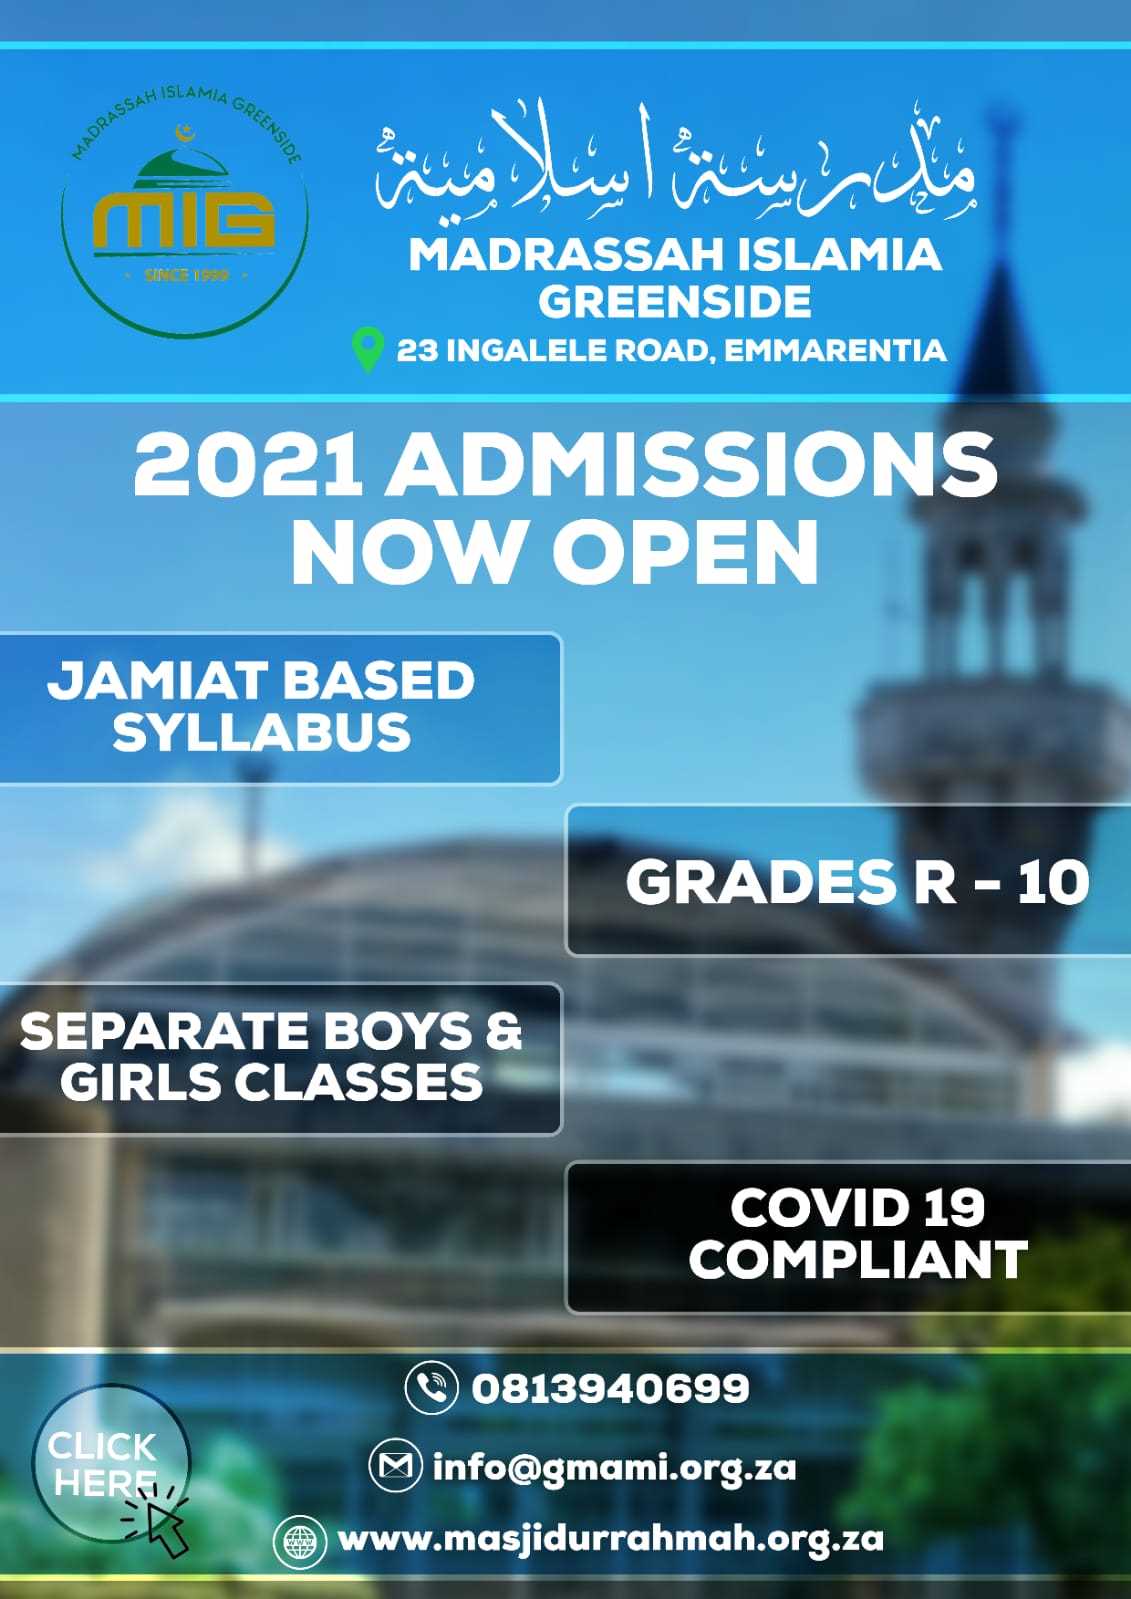 MADRASSAH ISLAMIA GREENSIDE
MIG
SINCE 1999
مدرسة اسلامية
MADRASSAH ISLAMIA
GREENSIDE
23 INGALELE ROAD, EMMARENTIA
2021 ADMISSIONS
NOW OPEN
JAMIAT BASED
SYLLABUS
GRADES R - 10
SEPARATE BOYS &
GIRLS CLASSES
COVID 19
COMPLIANT
0813940699
CLICK
HERE
info@gmami.org.za
www.masjidurrahmah.org.za